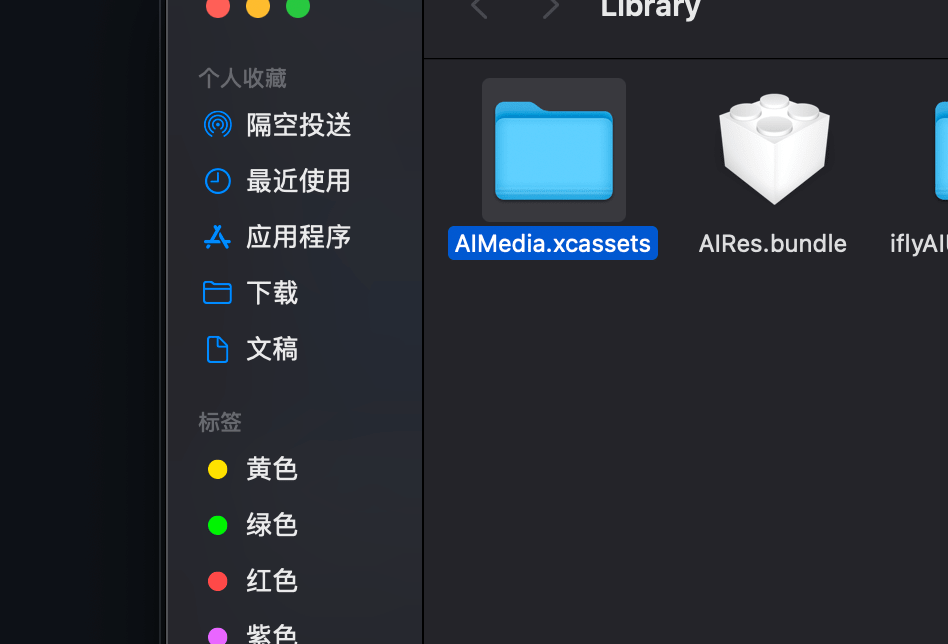 Library
个人收藏
隔空投送
最近使用
应用程序
下载
文稿
标签
黄色
绿色
红色
紫色
AIMedia.xcassets
AIRes.bundle